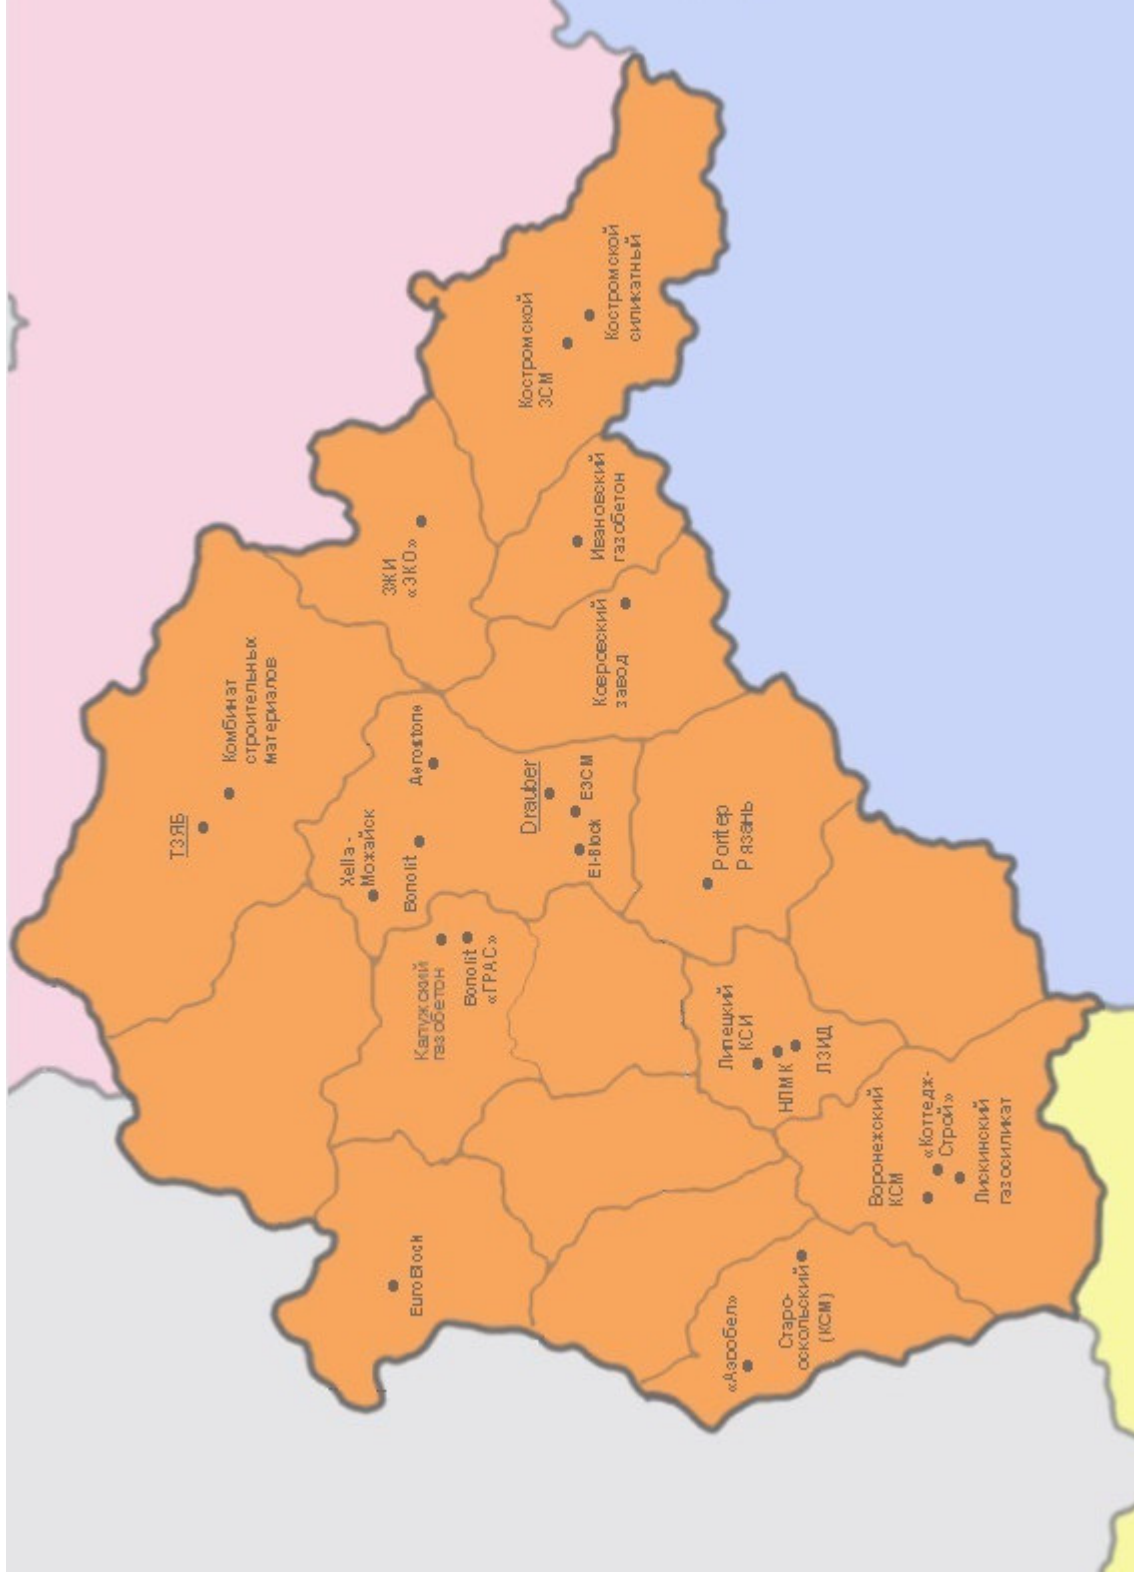 ТЗЯБ
Комбинат
строительных
материалов
ЗЖИ
«ЭКО»
Костромской
ЗСМ
Костромской
силикатный
Ивановский
газобетон
Ковровский
завод
Xella -
Можайск
Bonolit
Aerostone
Drauber
ЕЗСМ
El-Block
Калужский
газобетон
Bonolit
«ГРАС»
Poritep
Рязань
Липецкий
КСИ
НЛМК
ЛЗИД
EuroBlock
Воронежский
КСМ
«Коттедж-
Строй»
Лискинский
газосиликат
«Аэробел»
Старо-
оскольский
(КСМ)